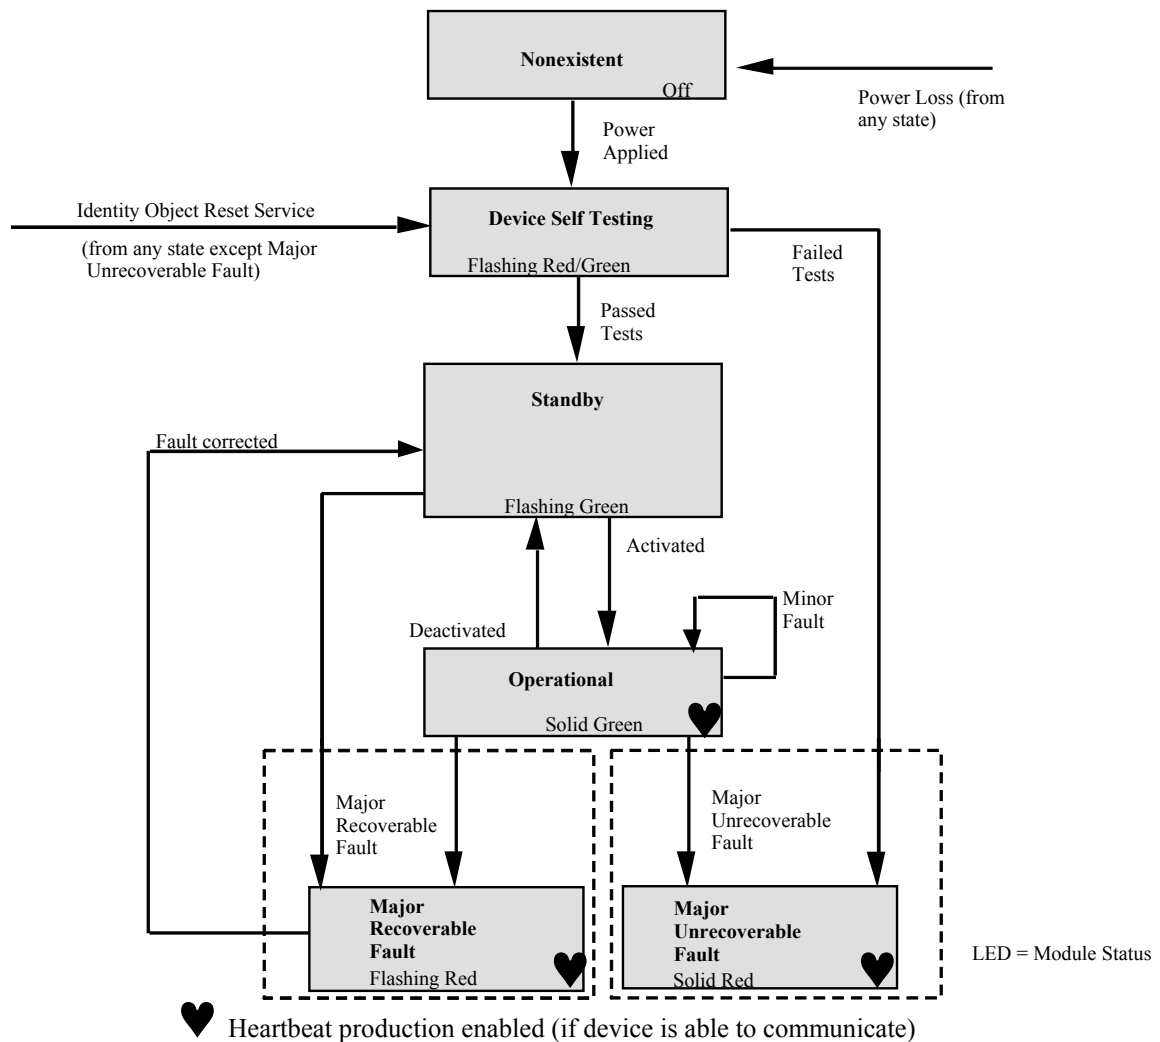 Nonexistent
Off
Power Loss (from
any state)
Power
Applied
Identity Object Reset Service
(from any state except Major
Unrecoverable Fault)
Device Self Testing
Flashing Red/Green
Failed
Tests
Passed
Tests
Standby
Fault corrected
Flashing Green
Activated
Minor
Fault
Deactivated
Operational
Solid Green
Major
Recoverable
Fault
Major
Unrecoverable
Fault
Major
Recoverable
Fault
Flashing Red
Major
Unrecoverable
Fault
Solid Red
LED = Module Status
Heartbeat production enabled (if device is able to communicate)